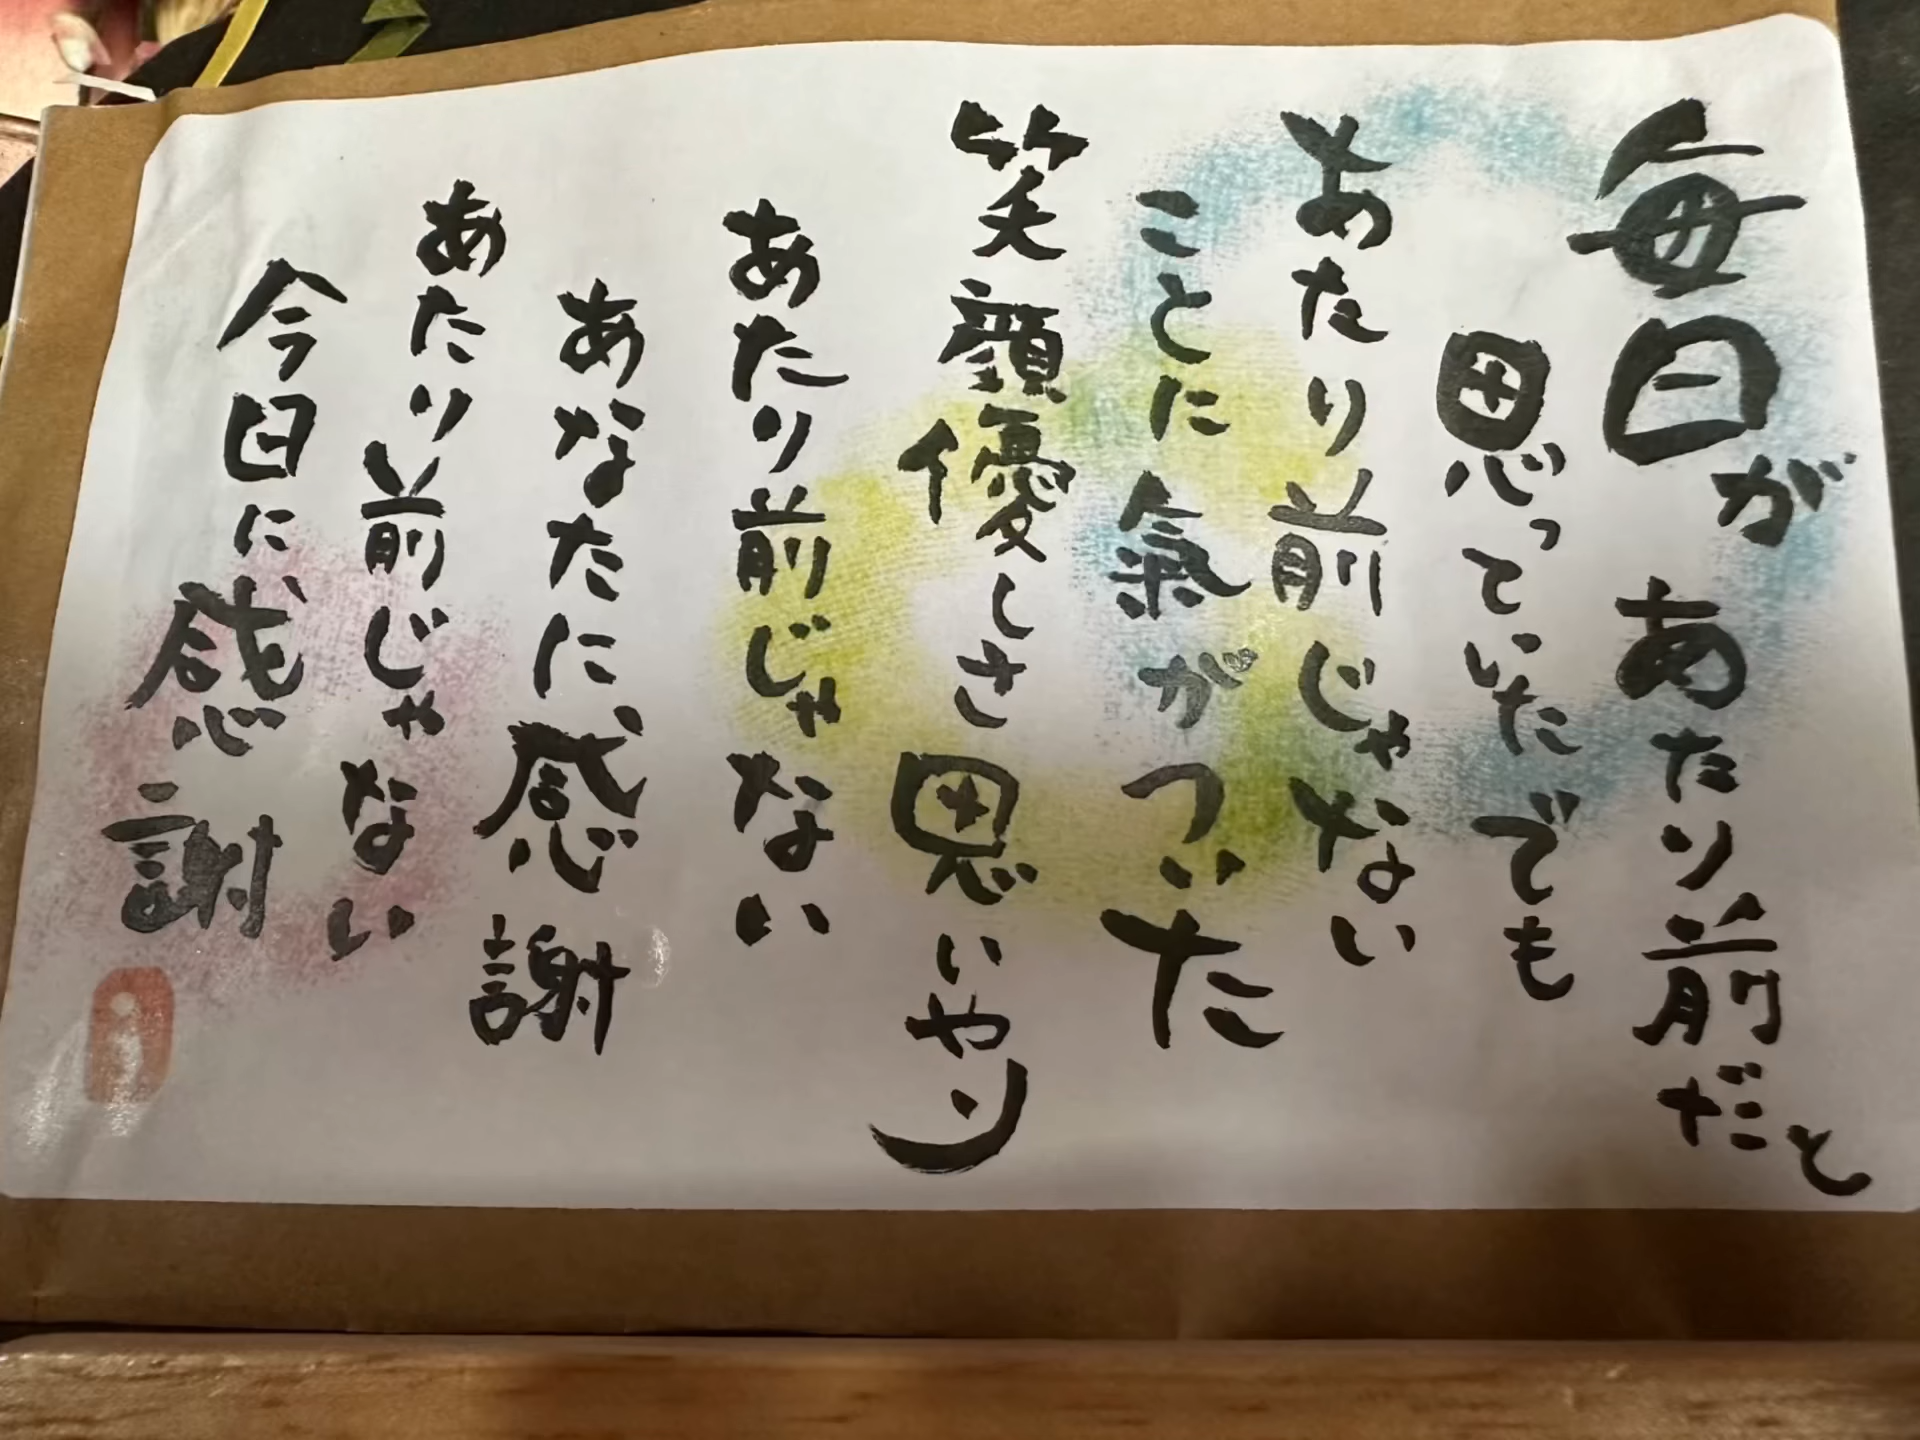 毎日が あたり前だと
思っていたでも
あたり前じゃない
ことに氣がついた
笑顔優しさ思いやり
あたり前じゃない
あなたに感謝
あたり前じゃない
今日に感謝